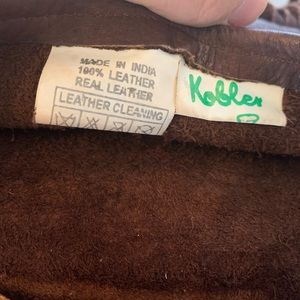 MADE IN INDIA
100% LEATHER
REAL LEATHER
LEATHER CLEANING
Kobler